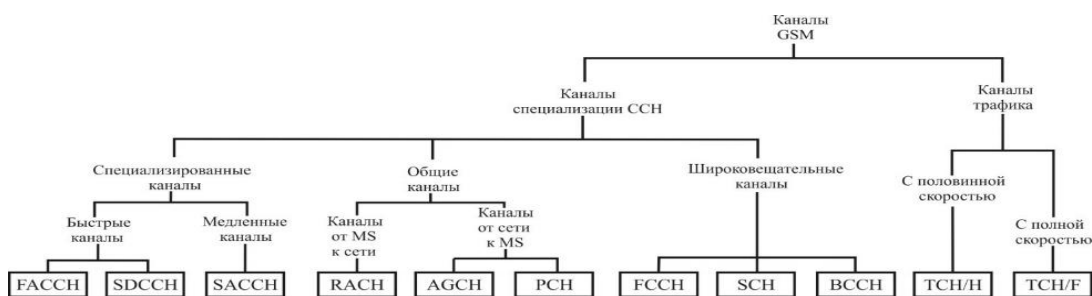 Каналы
GSM
Каналы
специализации CCH
Каналы
трафика
Специализированные
каналы
Общие
каналы
Широковещательные
каналы
С половинной
скоростью
Быстрые
каналы
Медленные
каналы
Каналы
от MS
к сети
Каналы
от сети
к MS
С полной
скоростью
FACCH
SDCCH
SACCH
RACH
AGCH
PCH
FCCH
SCH
BCCH
TCH/H
TCH/F